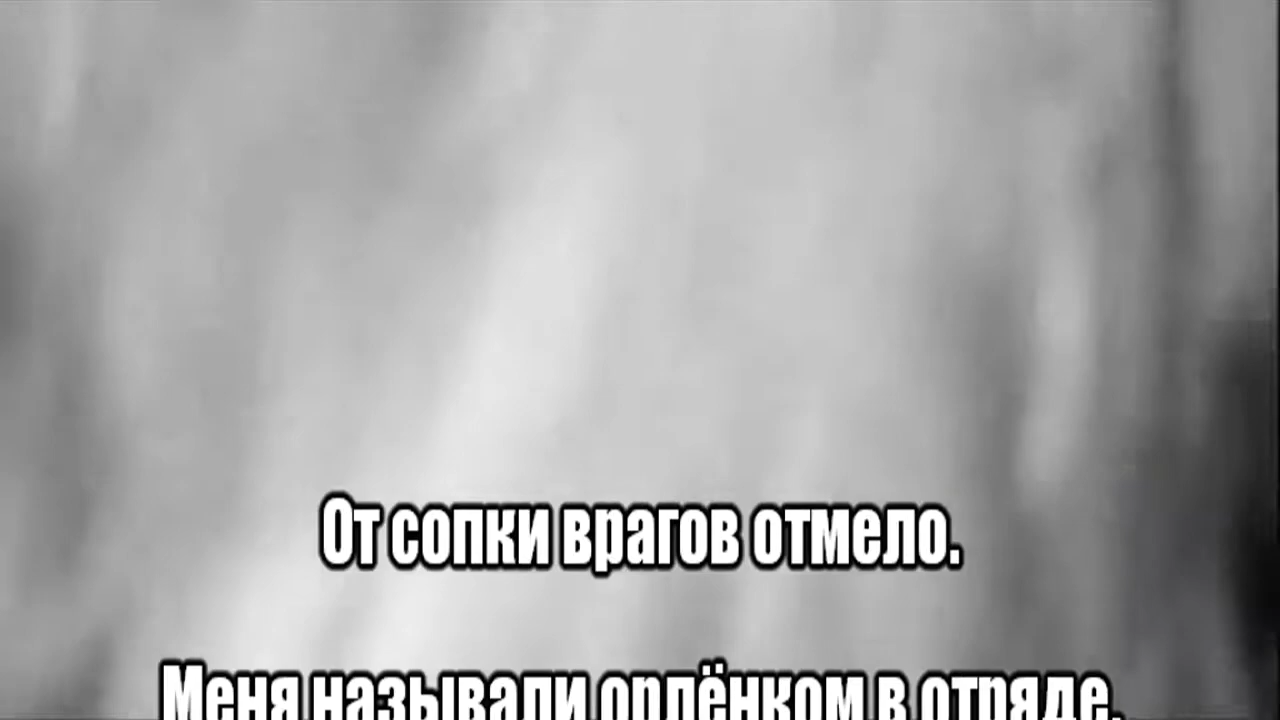 От сопки врагов отмело.
Меня называли орлёнком в отряде,